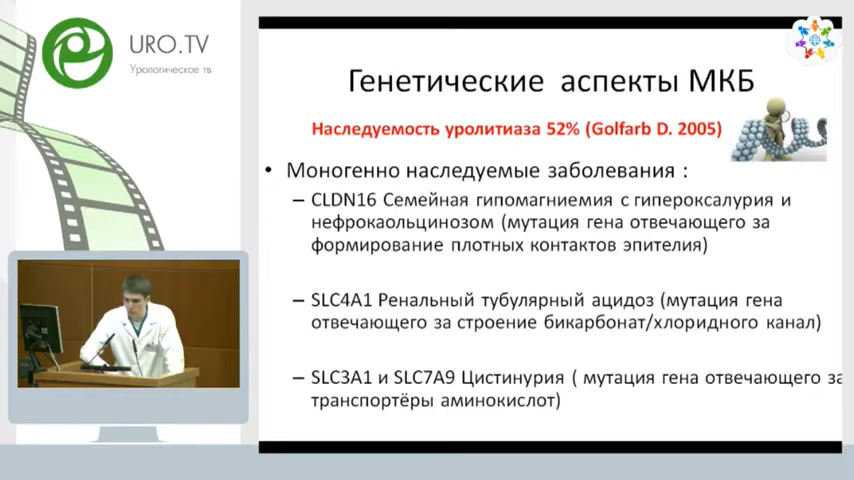 URO.TV
Урологическое тв
Генетические аспекты МКБ
Наследуемость уролитиаза 52% (Golfarb D. 2005)
• Моногенно наследуемые заболевания :
– CLDN16 Семейная гипомагниемия с гипероксалурия и
нефрокаольцинозом (мутация гена отвечающего за
формирование плотных контактов эпителия)
– SLC4A1 Ренальный тубулярный ацидоз (мутация гена
отвечающего за строение бикарбонат/хлоридного канал)
– SLC3A1 и SLC7A9 Цистинурия ( мутация гена отвечающего за
транспортёры аминокислот)